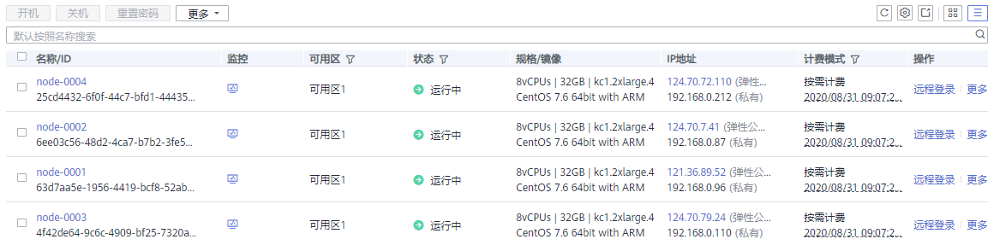 开机 关机 重置密码 更多
默认按照名称搜索
名称/ID 监控 可用区 状态 规格/镜像 IP地址 计费模式 操作
node-0004 可用区1 运行中 8vCPUs | 32GB | kc1.2xlarge.4 124.70.72.110 (弹性... 按需计费 远程登录 更多
25cd4432-6f0f-44c7-bfd1-44435... CentOS 7.6 64bit with ARM 192.168.0.212 (私有) 2020/08/31 09:07:2...
node-0002 可用区1 运行中 8vCPUs | 32GB | kc1.2xlarge.4 124.70.7.41 (弹性公... 按需计费 远程登录 更多
6ee03c56-48d2-4ca7-b7b2-3fe5... CentOS 7.6 64bit with ARM 192.168.0.87 (私有) 2020/08/31 09:07:2...
node-0001 可用区1 运行中 8vCPUs | 32GB | kc1.2xlarge.4 121.36.89.52 (弹性公... 按需计费 远程登录 更多
63d7aa5e-1956-4419-bcf8-52ab... CentOS 7.6 64bit with ARM 192.168.0.96 (私有) 2020/08/31 09:07:2...
node-0003 可用区1 运行中 8vCPUs | 32GB | kc1.2xlarge.4 124.70.79.24 (弹性公... 按需计费 远程登录 更多
4f42de64-9c6c-4909-bf25-7320a... CentOS 7.6 64bit with ARM 192.168.0.110 (私有) 2020/08/31 09:07:2...